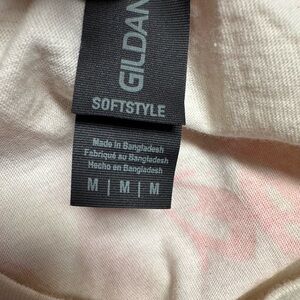 GILDAN
SOFTSTYLE
Made in Bangladesh
Fabriqué au Bangladesh
Hecho en Bangladesh
M | M | M